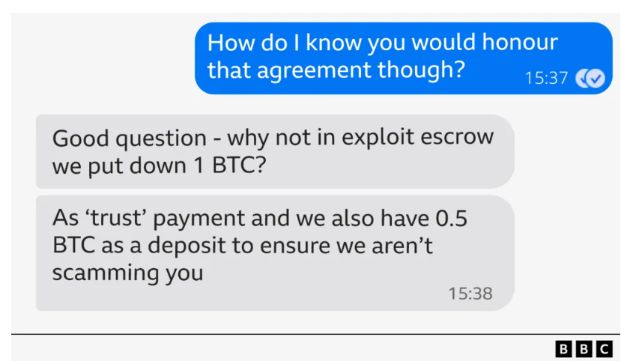 How do I know you would honour
that agreement though?
15:37
Good question - why not in exploit escrow
we put down 1 BTC?
As ‘trust’ payment and we also have 0.5
BTC as a deposit to ensure we aren’t
scamming you
15:38
BBC